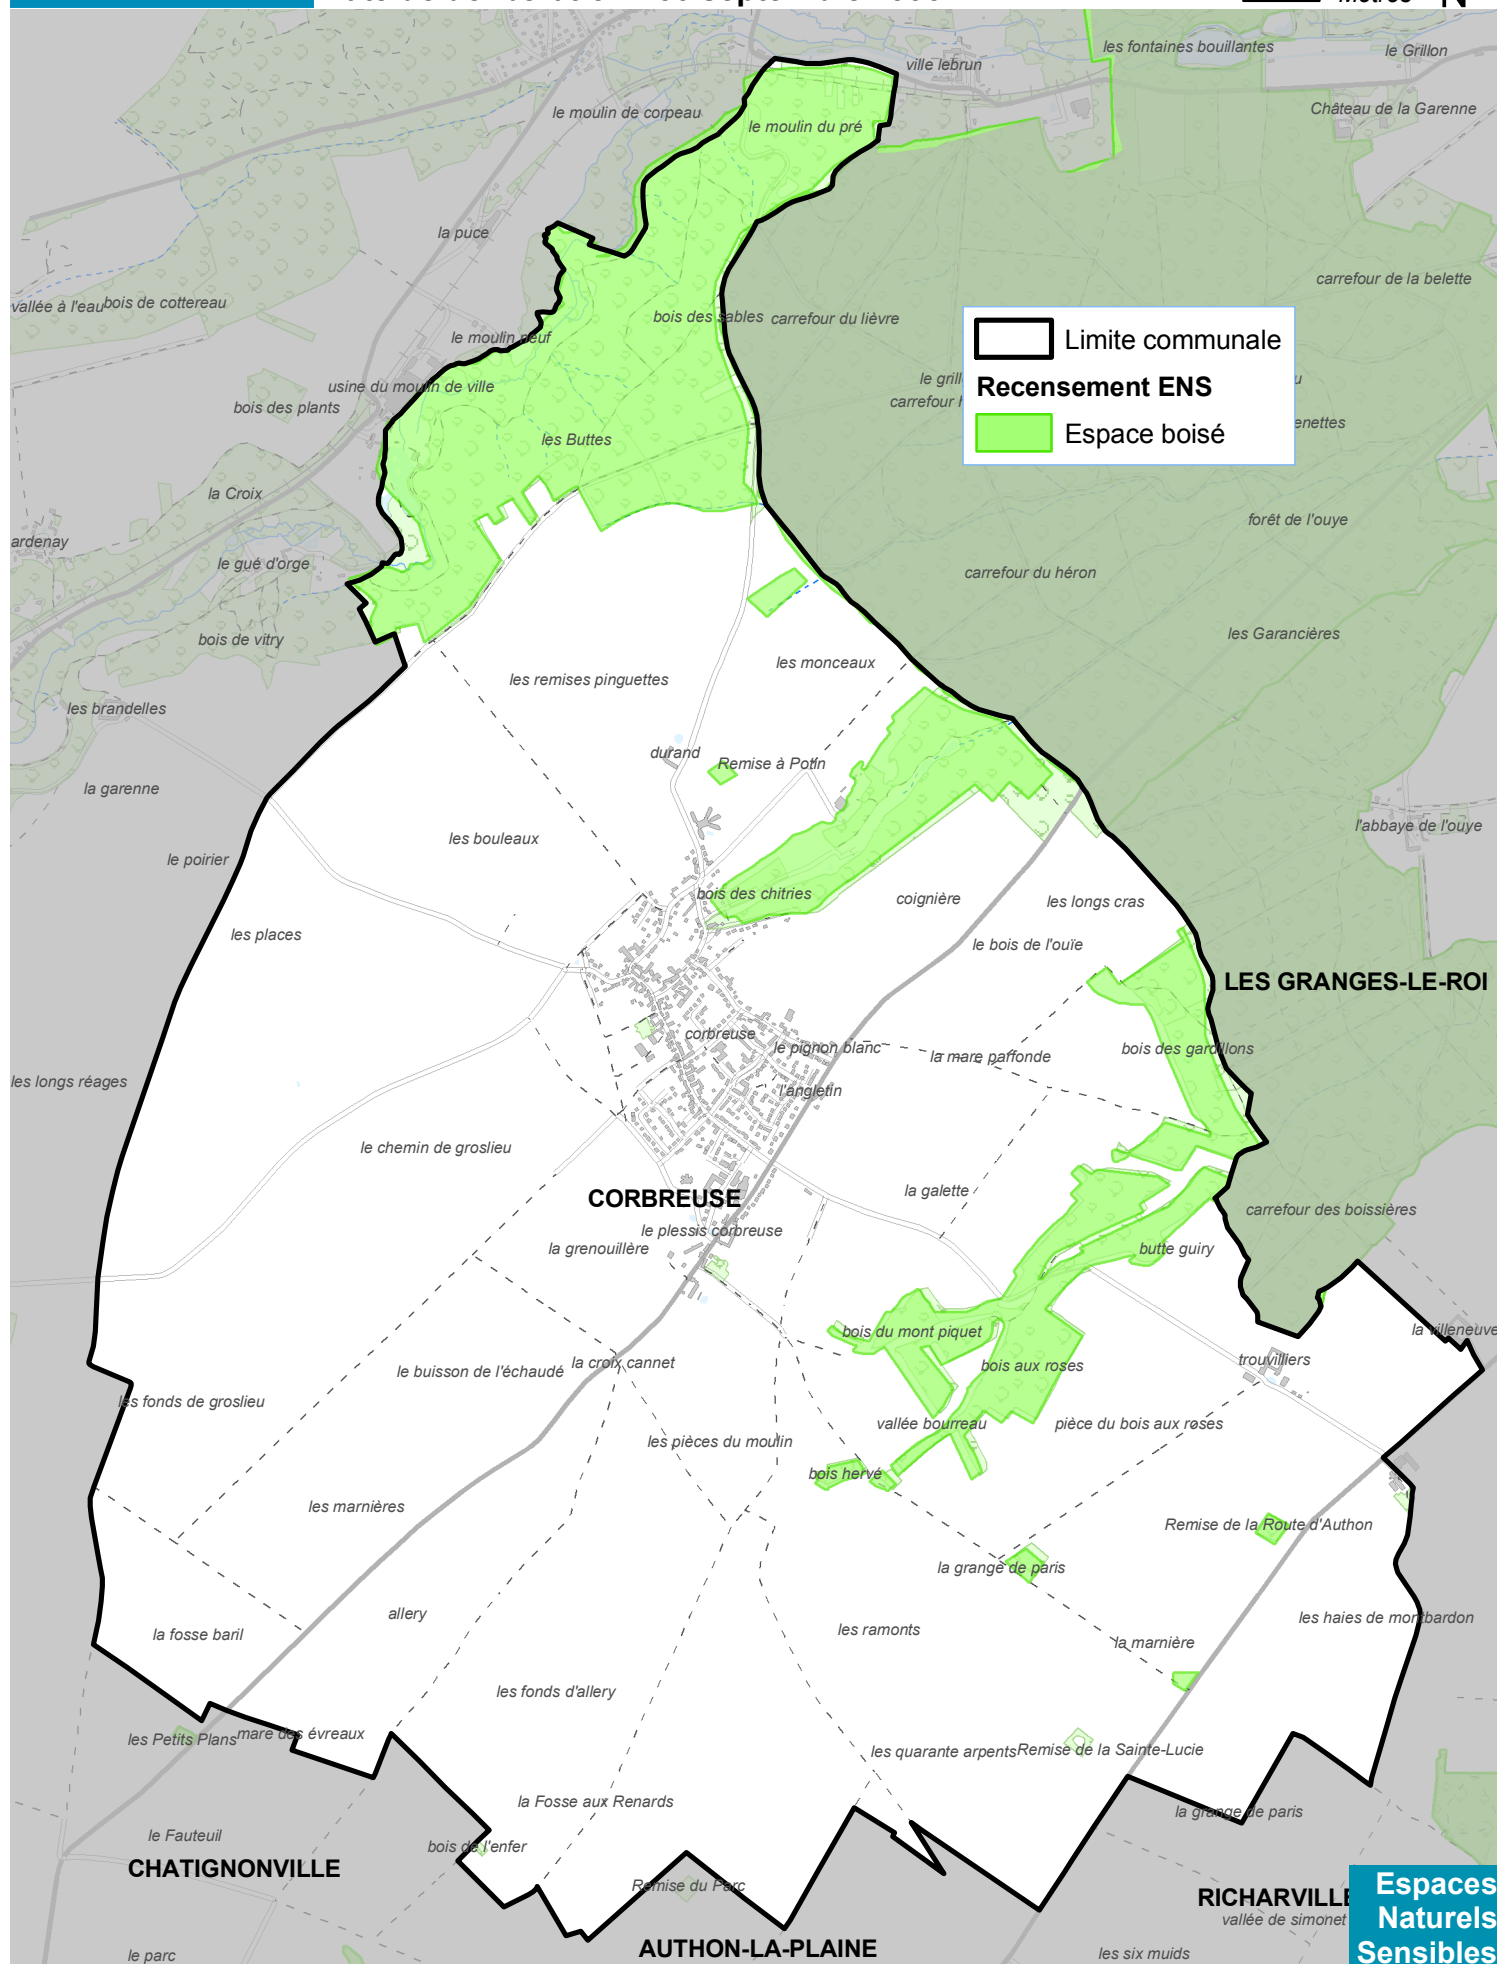 Mètres
N
les fontaines bouillantes
le Grillon
ville lebrun
le moulin de corpeau
Château de la Garenne
le moulin du pré
la puce
carrefour de la belette
vallée à l'eau
bois de cottereau
bois des sables
carrefour du lièvre
le moulin neuf
Limite communale
Recensement ENS
Espace boisé
usine du moulin de ville
bois des plants
les Buttes
la Croix
forêt de l'ouye
ardenay
le gué d'orge
carrefour du héron
bois de vitry
les Garancières
les monceaux
les remises pinguettes
les brandelles
durand
Remise à Potin
la garenne
l'abbaye de l'ouye
les bouleaux
le poirier
bois des chitries
coignière
les longs cras
les places
le bois de l'ouïe
LES GRANGES-LE-ROI
corbreuse
le pignon blanc
la mare parfonde
bois des gardillons
les longs réages
l'angletin
le chemin de groslieu
la galette
CORBREUSE
carrefour des boissières
le plessis corbreuse
la grenouillère
butte guiry
bois du mont piquet
la villeneuve
trouvilliers
la croix cannet
le buisson de l'échaudé
bois aux roses
les fonds de groslieu
vallée bourreau
pièce du bois aux roses
les pièces du moulin
bois hervé
les marnières
Remise de la Route d'Authon
la grange de paris
allery
les haies de montbardon
la fosse baril
les ramonts
la marnière
les fonds d'allery
les Petits Plans
mare des évreaux
les quarante arpents
Remise de la Sainte-Lucie
la Fosse aux Renards
la grange de paris
le Fauteuil
bois de l'enfer
CHATIGNONVILLE
Remise du Parc
RICHARVILLE
Espaces
Naturels
Sensibles
vallée de simonet
AUTHON-LA-PLAINE
le parc
les six muids